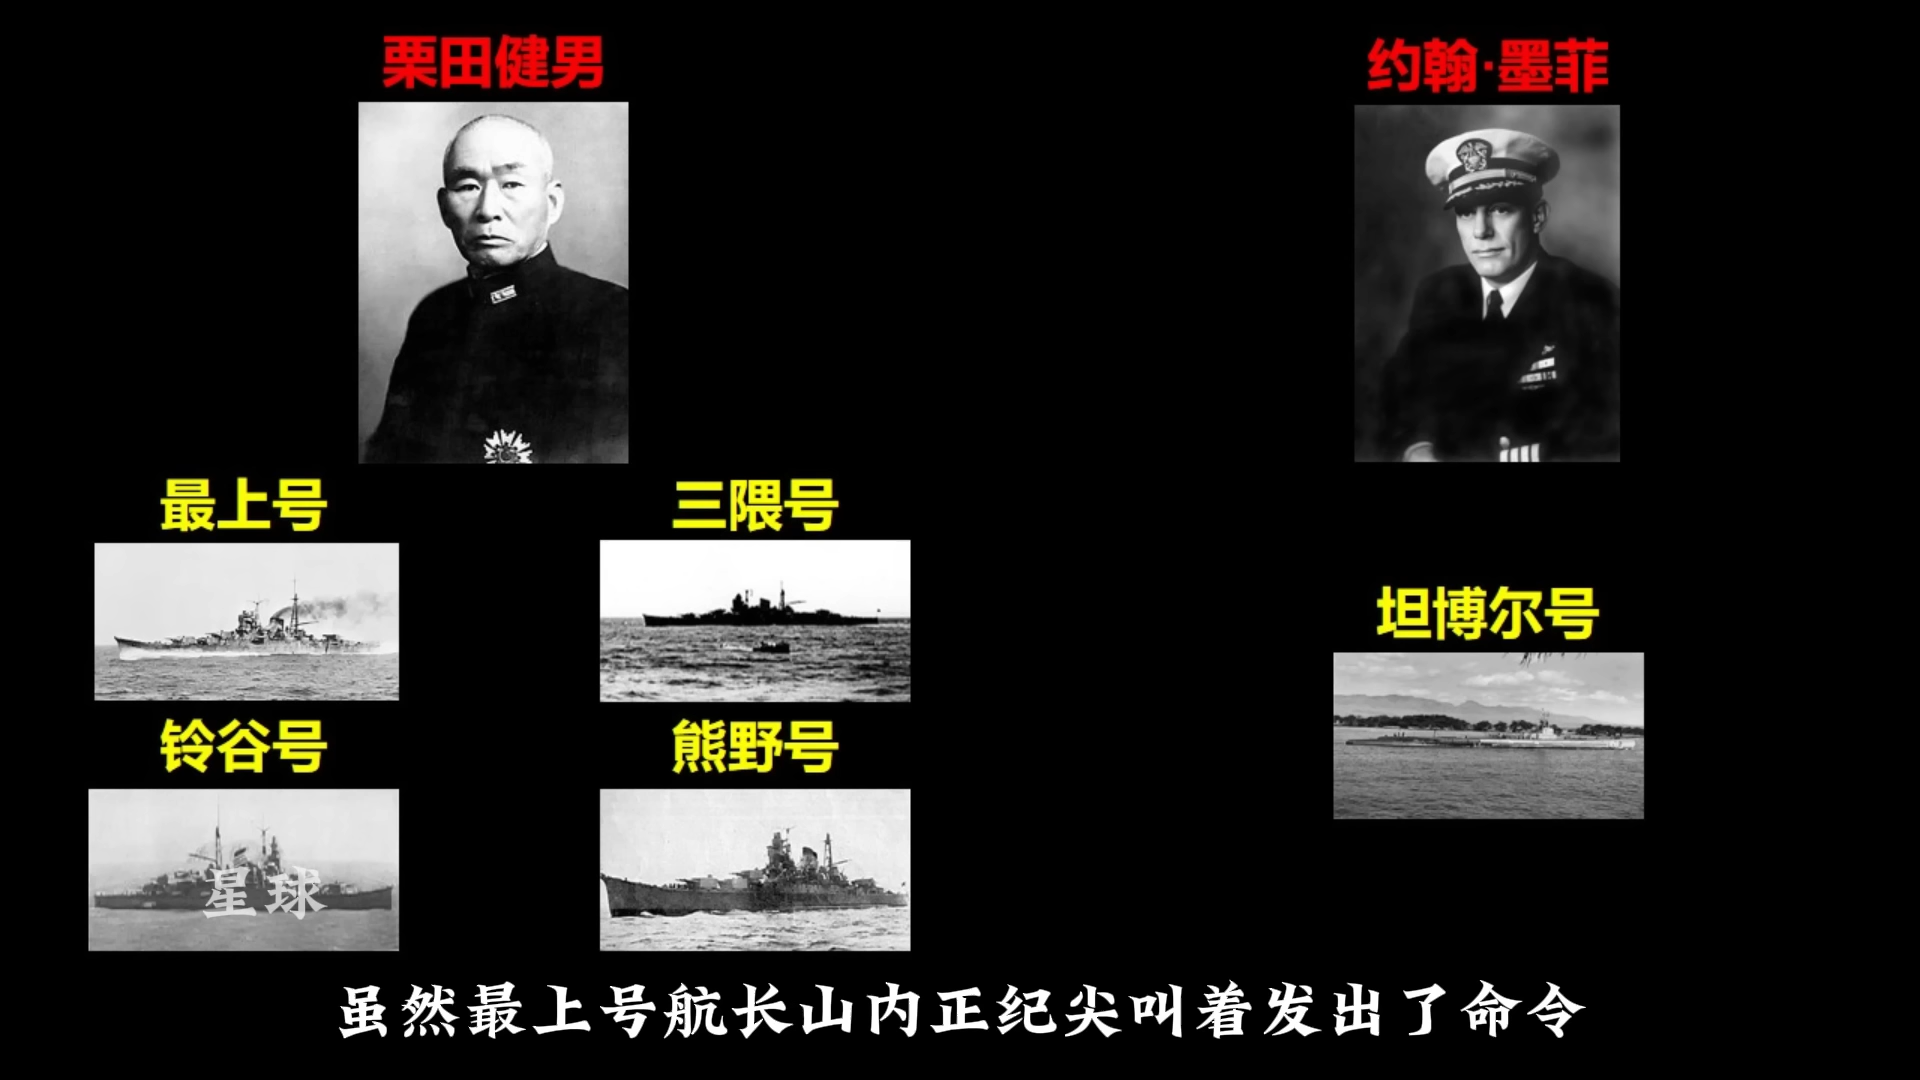 栗田健男
约翰·墨菲
最上号
三隈号
坦博尔号
铃谷号
熊野号
星球
虽然最上号航长山内正纪尖叫着发出了命令